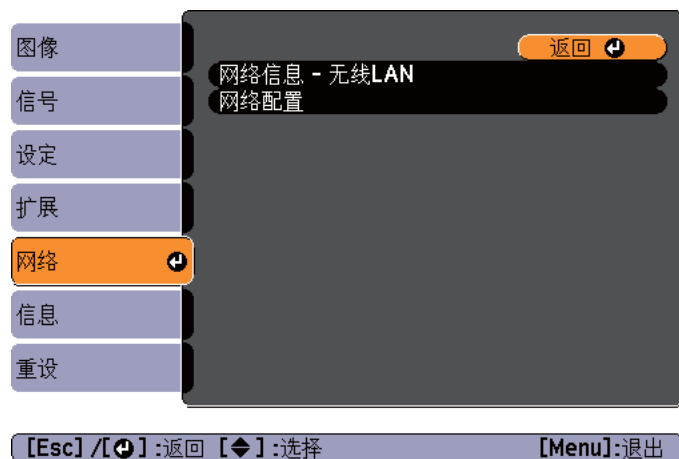 图像
信号
设定
扩展
网络
信息
重设
返回
网络信息 - 无线LAN
网络配置
[Esc] /[⏎] :返回 [◆] :选择
[Menu]:退出